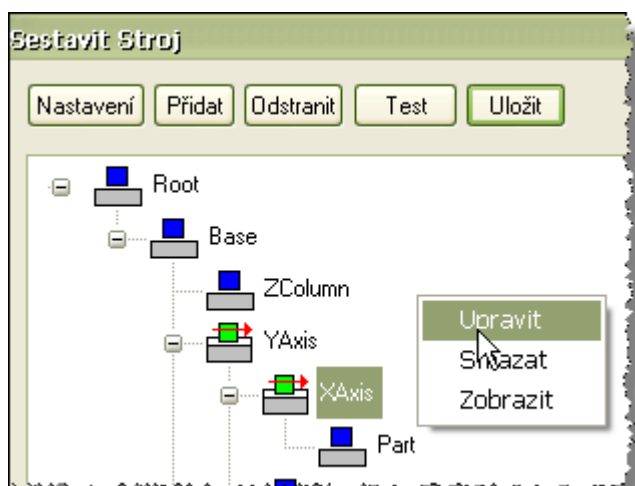 Sestavit Stroj
Nastavení Přidat Odstranit Test Uložit
Root
Base
ZColumn
Upravit
YAxis
Smazat
XAxis
Zobrazit
Part